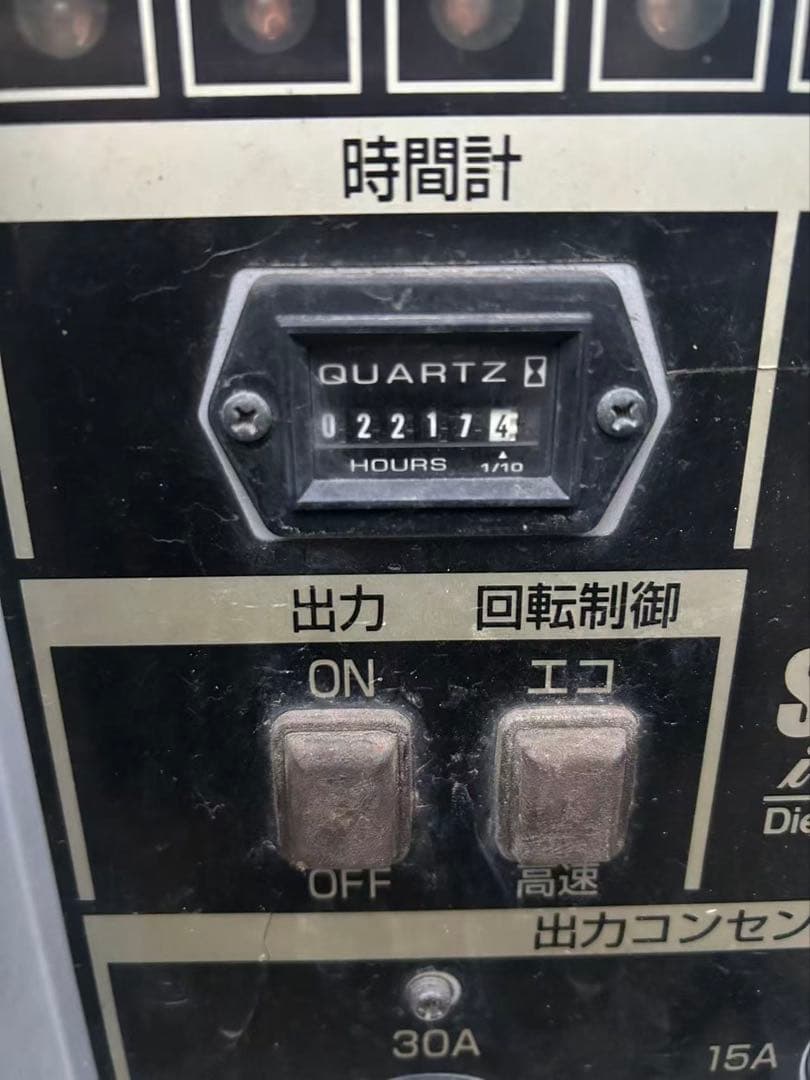 時間計
QUARTZ
022174
HOURS 1/10
出力 回転制御
ON エコ
OFF 高速
Die
出力コンセン
30A
15A